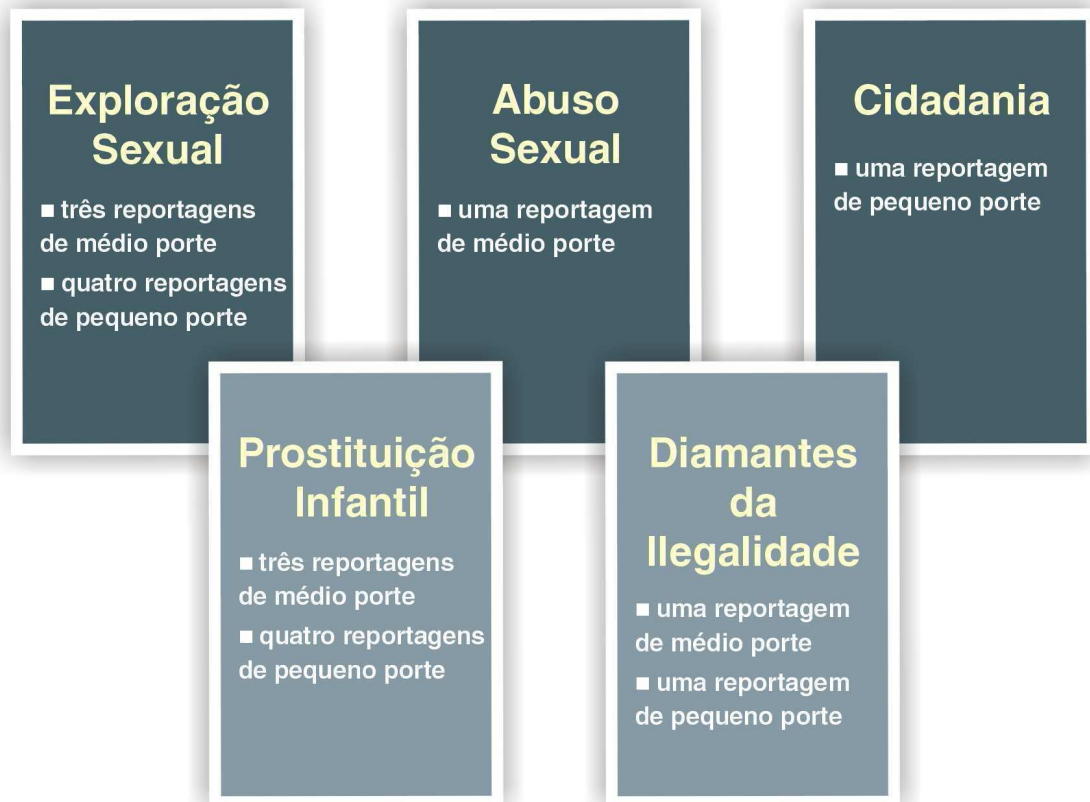 Exploração
Sexual
■ três reportagens
de médio porte
■ quatro reportagens
de pequeno porte
Abuso
Sexual
■ uma reportagem
de médio porte
Cidadania
■ uma reportagem
de pequeno porte
Prostituição
Infantil
■ três reportagens
de médio porte
■ quatro reportagens
de pequeno porte
Diamantes
da
Ilegalidade
■ uma reportagem
de médio porte
■ uma reportagem
de pequeno porte